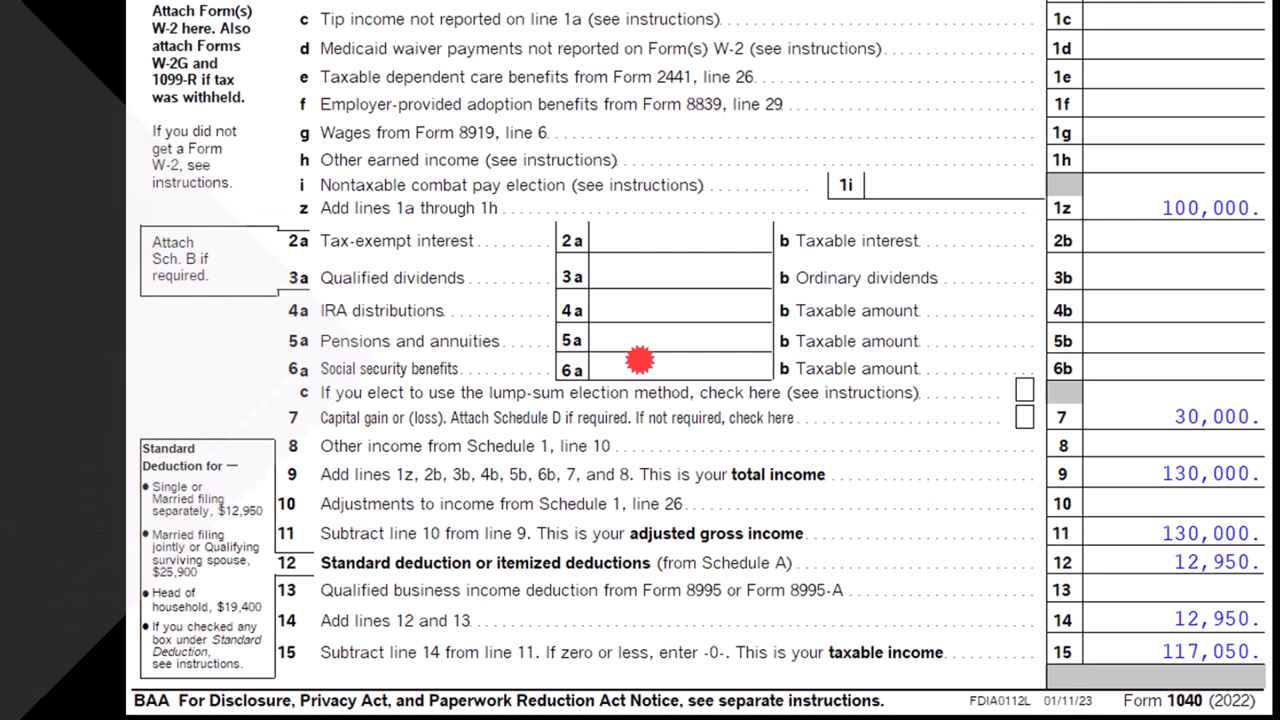 Attach Form(s)
W-2 here. Also
attach Forms
W-2G and
1099-R if tax
was withheld.
If you did not
get a Form
W-2, see
instructions.
c Tip income not reported on line 1a (see instructions) 1c
d Medicaid waiver payments not reported on Form(s) W-2 (see instructions) 1d
e Taxable dependent care benefits from Form 2441, line 26 1e
f Employer-provided adoption benefits from Form 8839, line 29 1f
g Wages from Form 8919, line 6 1g
h Other earned income (see instructions) 1h
i Nontaxable combat pay election (see instructions) 1i
z Add lines 1a through 1h 1z 100,000.
Attach
Sch. B if
required.
2a Tax-exempt interest 2a b Taxable interest 2b
3a Qualified dividends 3a b Ordinary dividends 3b
4a IRA distributions 4a b Taxable amount 4b
5a Pensions and annuities 5a b Taxable amount 5b
6a Social security benefits 6a b Taxable amount 6b
c If you elect to use the lump-sum election method, check here (see instructions)
7 Capital gain or (loss). Attach Schedule D if required. If not required, check here 7 30,000.
8 Other income from Schedule 1, line 10 8
9 Add lines 1z, 2b, 3b, 4b, 5b, 6b, 7, and 8. This is your total income 9 130,000.
10 Adjustments to income from Schedule 1, line 26 10
11 Subtract line 10 from line 9. This is your adjusted gross income 11 130,000.
12 Standard deduction or itemized deductions (from Schedule A) 12 12,950.
13 Qualified business income deduction from Form 8995 or Form 8995-A 13
14 Add lines 12 and 13 14 12,950.
15 Subtract line 14 from line 11. If zero or less, enter -0-. This is your taxable income 15 117,050.
Standard
Deduction for —
● Single or
Married filing
separately, $12,950
● Married filing
jointly or Qualifying
surviving spouse,
$25,900
● Head of
household, $19,400
● If you checked any
box under Standard
Deduction,
see instructions.
BAA For Disclosure, Privacy Act, and Paperwork Reduction Act Notice, see separate instructions. FDIA0112L 01/11/23 Form 1040 (2022)